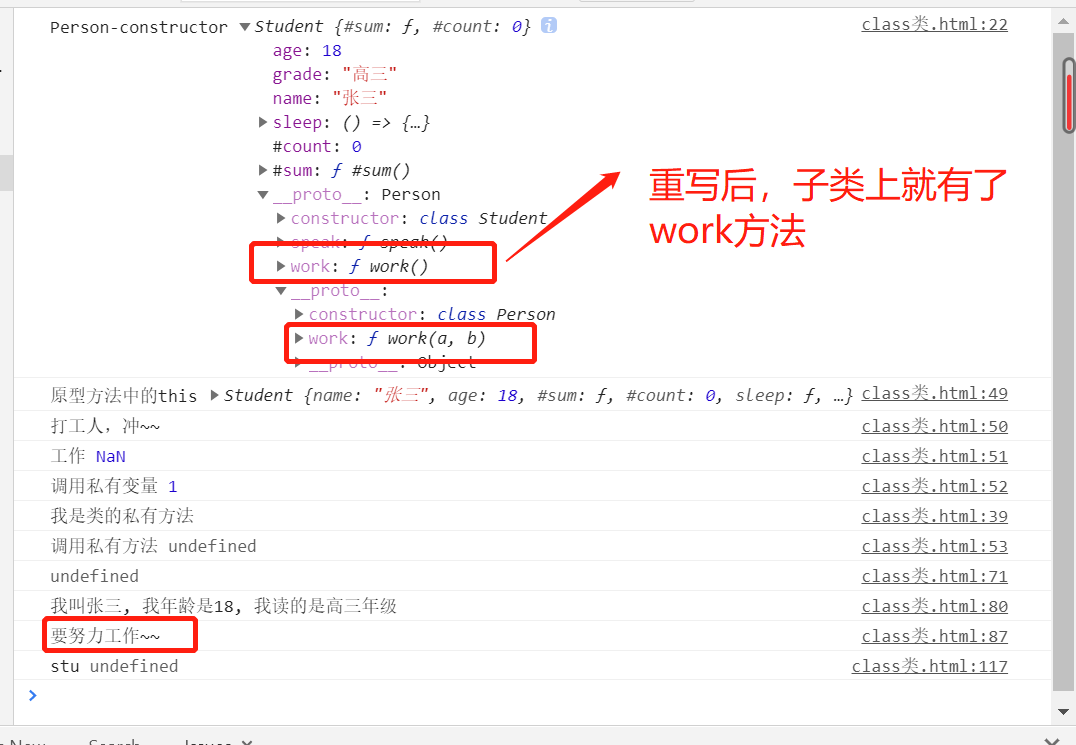 Person-constructor ▼Student {#sum: ƒ, #count: 0} i class类.html:22
age: 18
grade: "高三"
name: "张三"
▶sleep: () => {…}
#count: 0
▶#sum: ƒ #sum()
▼__proto__: Person
▶constructor: class Student
▶speak: ƒ speak()
▶work: ƒ work()
▼__proto__:
▶constructor: class Person
▶work: ƒ work(a, b)
▶__proto__: Object
重写后，子类上就有了
work方法
原型方法中的this ▶Student {name: "张三", age: 18, #sum: ƒ, #count: 0, sleep: ƒ, …} class类.html:49
打工人，冲~~ class类.html:50
工作 NaN class类.html:51
调用私有变量 1 class类.html:52
我是类的私有方法 class类.html:39
调用私有方法 undefined class类.html:53
undefined class类.html:71
我叫张三, 我年龄是18, 我读的是高三年级 class类.html:80
要努力工作~~ class类.html:87
stu undefined class类.html:117